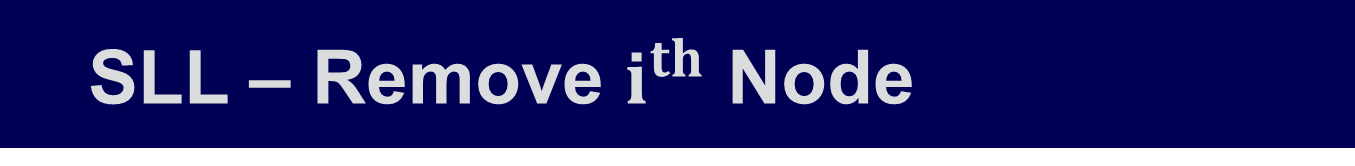 SLL – Remove iᵗʰ Node